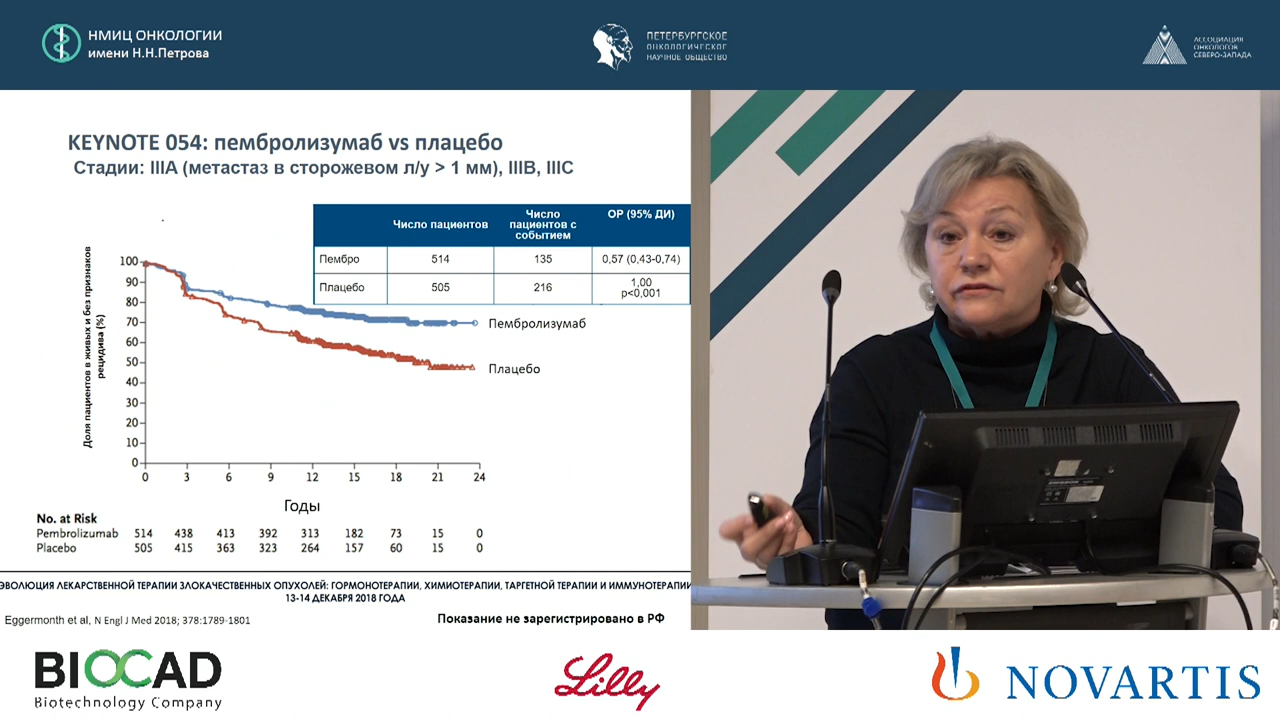 НМИЦ ОНКОЛОГИИ
имени Н.Н.Петрова
ПЕТЕРБУРГСКОЕ
ОНКОЛОГИЧЕСКОЕ
НАУЧНОЕ ОБЩЕСТВО
АССОЦИАЦИЯ
ОНКОЛОГОВ
СЕВЕРО-ЗАПАДА
KEYNOTE 054: пембролизумаб vs плацебо
Стадии: IIIA (метастаз в сторожевом л/у > 1 мм), IIIB, IIIC
Число пациентов
Число пациентов с событием
ОР (95% ДИ)
Пембро 514 135 0,57 (0,43-0,74)
Плацебо 505 216 1,00
p<0,001
Доля пациентов в живых и без признаков
рецидива (%)
100
90
80
70
60
50
40
30
20
10
0
Пембролизумаб
Плацебо
0 3 6 9 12 15 18 21 24
Годы
No. at Risk
Pembrolizumab 514 438 413 392 313 182 73 15 0
Placebo 505 415 363 323 264 157 60 15 0
ЭВОЛЮЦИЯ ЛЕКАРСТВЕННОЙ ТЕРАПИИ ЗЛОКАЧЕСТВЕННЫХ ОПУХОЛЕЙ: ГОРМОНОТЕРАПИИ, ХИМИОТЕРАПИИ, ТАРГЕТНОЙ ТЕРАПИИ И ИММУНОТЕРАПИИ
13-14 ДЕКАБРЯ 2018 ГОДА
Eggermonth et al, N Engl J Med 2018; 378:1789-1801
Показание не зарегистрировано в РФ
BIOCAD
Biotechnology Company
Lilly
NOVARTIS